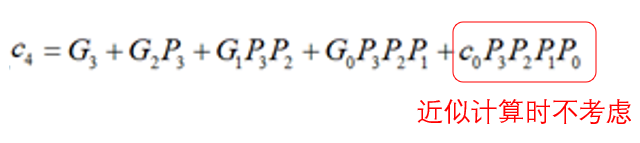 c₄ = G₃ + G₂P₃ + G₁P₃P₂ + G₀P₃P₂P₁ + c₀P₃P₂P₁P₀
近似计算时不考虑